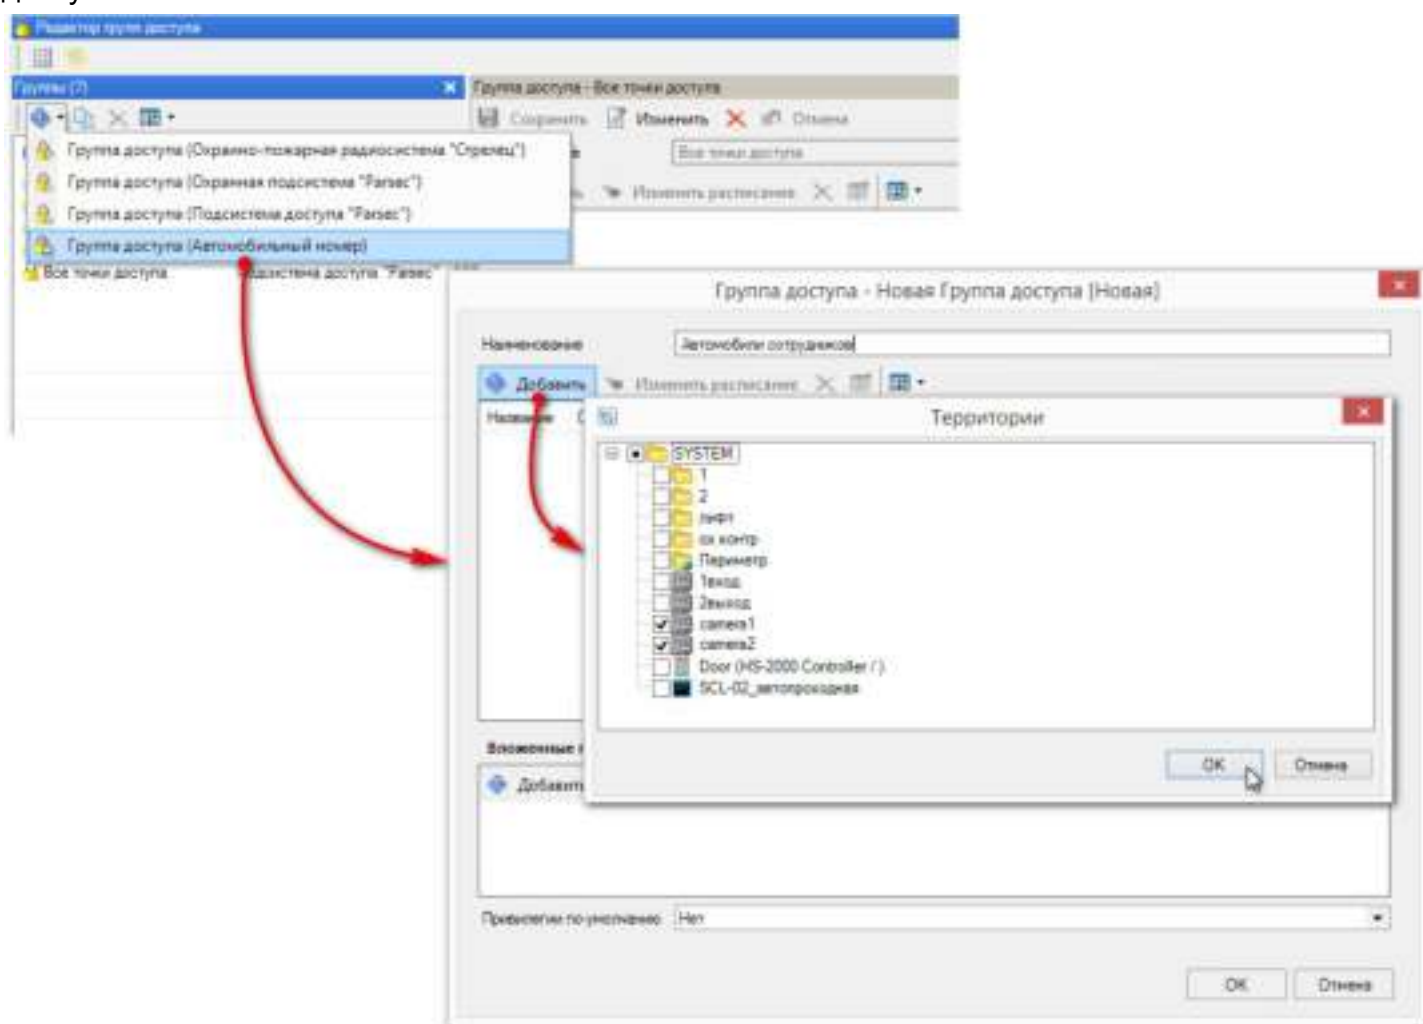 Редактор групп доступа
Группы (7)
Группа доступа - Все точки доступа
Сохранить Изменить Отмена
Группа доступа (Охранно-пожарная радиосистема "Стрелец")
Все точки доступа
Группа доступа (Охранная подсистема "Parsec")
Изменить расписание
Группа доступа (Подсистема доступа "Parsec")
Группа доступа (Автомобильный номер)
Все точки доступа доступа "Parsec"
Группа доступа - Новая Группа доступа [Новая]
Наименование Автомобили сотрудников
Добавить Изменить расписание
Название
Территории
SYSTEM
1
2
лифт
ох контр
Периметр
1вход
2выход
camera1
camera2
Door (HS-2000 Controller / )
SCL-02_автопроходная
OK Отмена
Вложенные
Добавить
Привилегии по умолчанию Нет
OK Отмена